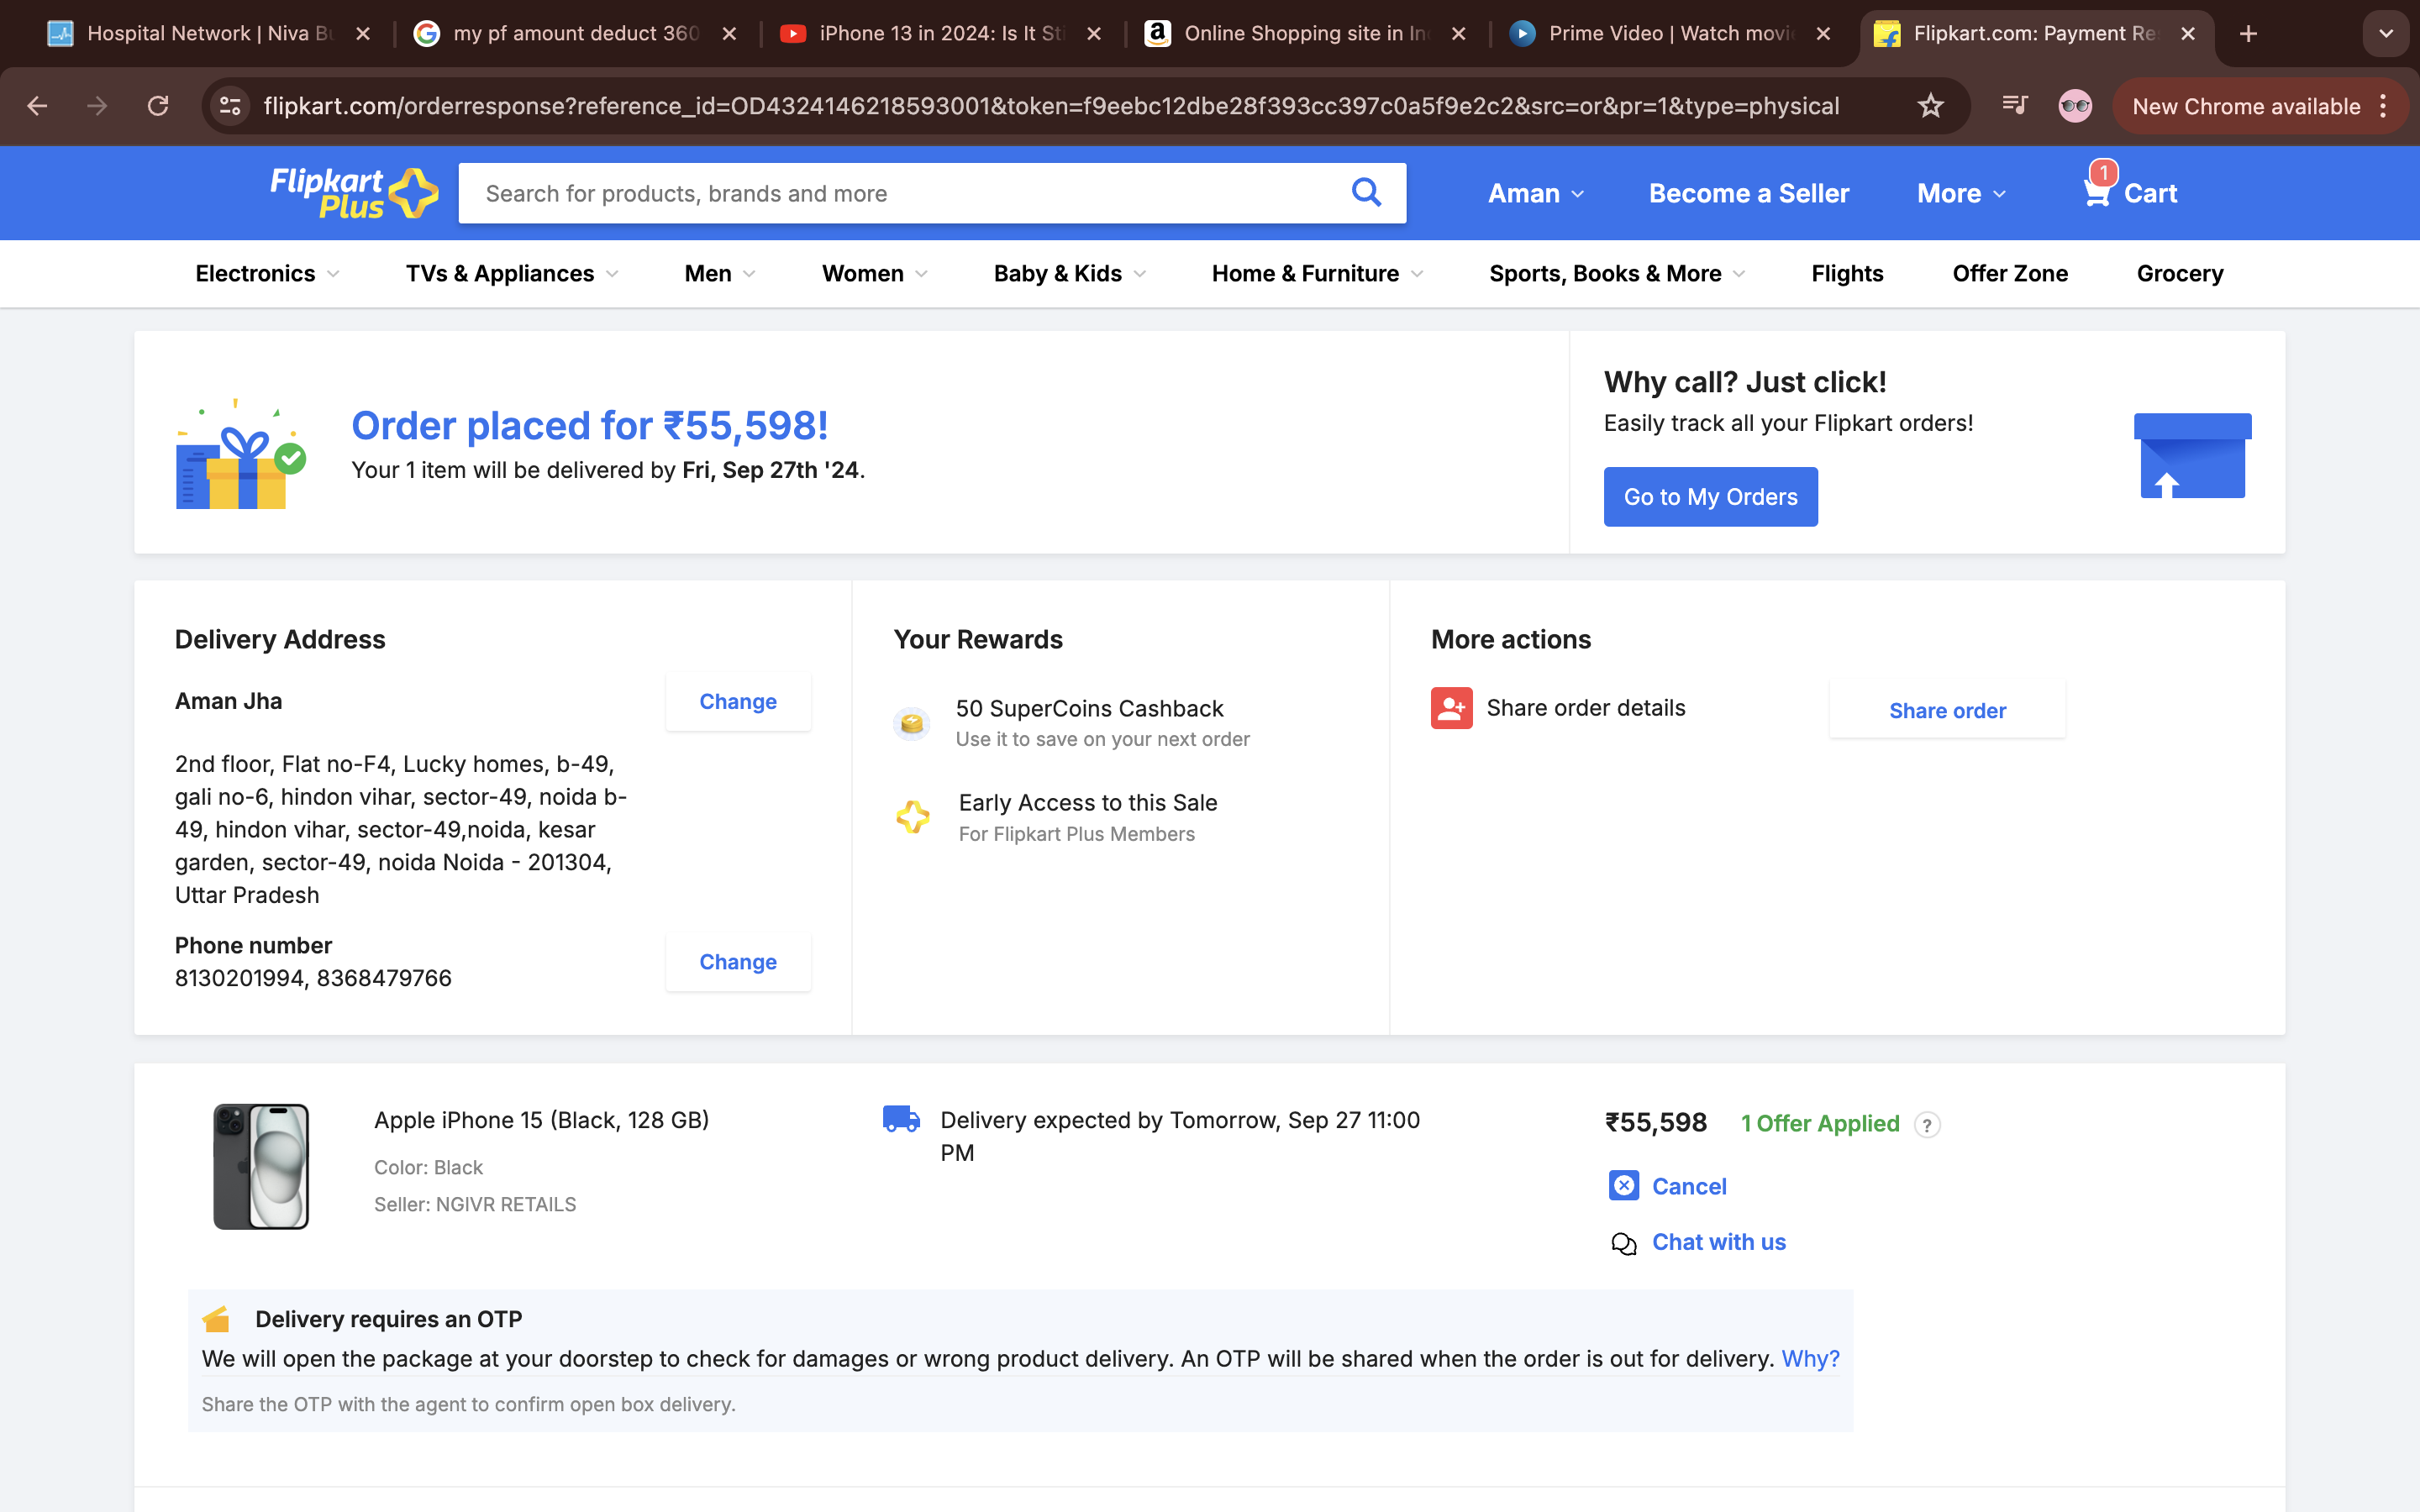 Hospital Network | Niva Bu
my pf amount deduct 360
iPhone 13 in 2024: Is It Sti
Online Shopping site in In
Prime Video | Watch movie
Flipkart.com: Payment Re
flipkart.com/orderresponse?reference_id=OD432414621859300​1&token=f9eebc12dbe28f393cc397c0a5f9e2c2&src=or&pr=1&type=physical
New Chrome available
Flipkart
Plus
Search for products, brands and more
Aman
Become a Seller
More
1
Cart
Electronics
TVs & Appliances
Men
Women
Baby & Kids
Home & Furniture
Sports, Books & More
Flights
Offer Zone
Grocery
Order placed for ₹55,598!
Your 1 item will be delivered by Fri, Sep 27th '24.
Why call? Just click!
Easily track all your Flipkart orders!
Go to My Orders
Delivery Address
Aman Jha
Change
2nd floor, Flat no-F4, Lucky homes, b-49,
gali no-6, hindon vihar, sector-49, noida b-
49, hindon vihar, sector-49,noida, kesar
garden, sector-49, noida Noida - 201304,
Uttar Pradesh
Phone number
8130201994, 8368479766
Change
Your Rewards
50 SuperCoins Cashback
Use it to save on your next order
Early Access to this Sale
For Flipkart Plus Members
More actions
Share order details
Share order
Apple iPhone 15 (Black, 128 GB)
Color: Black
Seller: NGIVR RETAILS
Delivery expected by Tomorrow, Sep 27 11:00
PM
₹55,598
1 Offer Applied
?
Cancel
Chat with us
Delivery requires an OTP
We will open the package at your doorstep to check for damages or wrong product delivery. An OTP will be shared when the order is out for delivery. Why?
Share the OTP with the agent to confirm open box delivery.